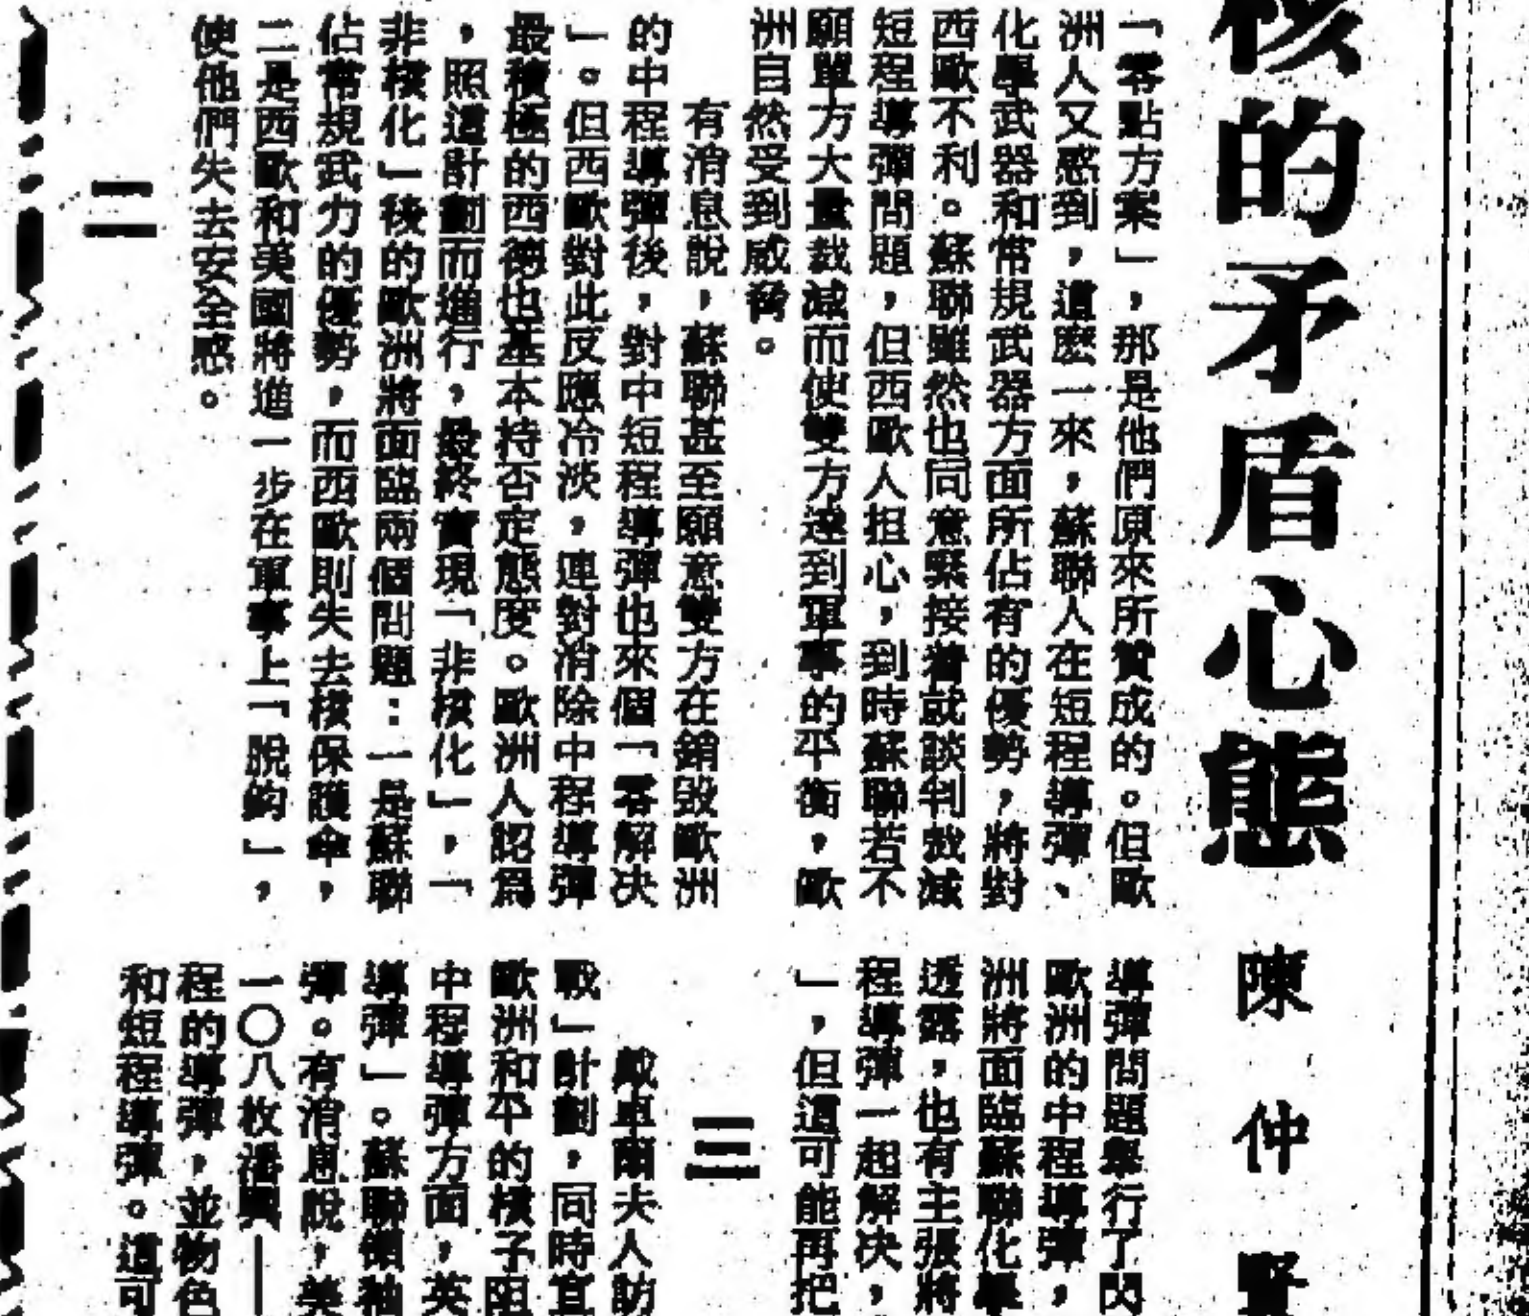 核的矛盾心態
陳仲賢
「零點方案」，那是他們原來所贊成的。但歐
洲人又感到，這麽一來，蘇聯人在短程導彈、
化學武器和常規武器方面所佔有的優勢，將對
西歐不利。蘇聯雖然也同意緊接着就談判裁減
短程導彈問題，但西歐人担心，到時蘇聯若不
願單方大量裁減而使雙方達到軍事的平衡，歐
洲自然受到威脅。
有消息說，蘇聯甚至願意雙方在銷毀歐洲
的中程導彈後，對中短程導彈也來個「零解决
」。但西歐對此反應冷淡，連對消除中程導彈
最積極的西德也基本持否定態度。歐洲人認爲
，照這計劃而進行，最終實現「非核化」，「
非核化」後的歐洲將面臨兩個問題：一是蘇聯
佔常規武力的優勢，而西歐則失去核保護傘，
二是西歐和美國將進一步在軍事上「脫鈎」，
使他們失去安全感。
二
導彈問題舉行了閃
歐洲的中程導彈，
洲將面臨蘇聯化學
透露，也有主張將
程導彈一起解决，
」，但這可能再把
三
戴卓爾夫人訪
戰」計劃，同時宣
歐洲和平的核子阻
中程導彈方面，英
導彈」。蘇聯領袖
彈。有消息說，美
一〇八枚潘興——
程的導彈，並物色
和短程導彈。這可